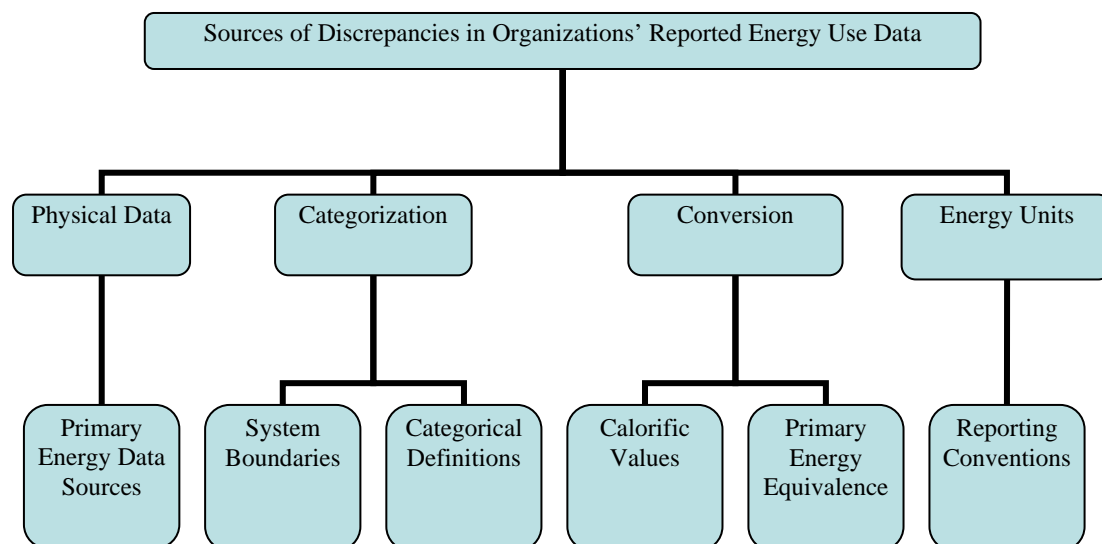 Sources of Discrepancies in Organizations’ Reported Energy Use Data
Physical Data
Categorization
Conversion
Energy Units
Primary
Energy Data
Sources
System
Boundaries
Categorical
Definitions
Calorific
Values
Primary
Energy
Equivalence
Reporting
Conventions